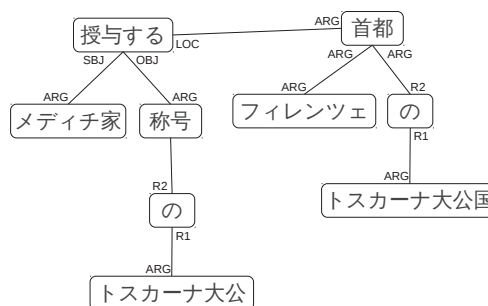 授与する 首都
LOC ARG
SBJ OBJ ARG ARG
ARG ARG ARG R2
メディチ家 称号 フィレンツェ の
R1
R2 ARG
の トスカーナ大公国
R1
ARG
トスカーナ大公